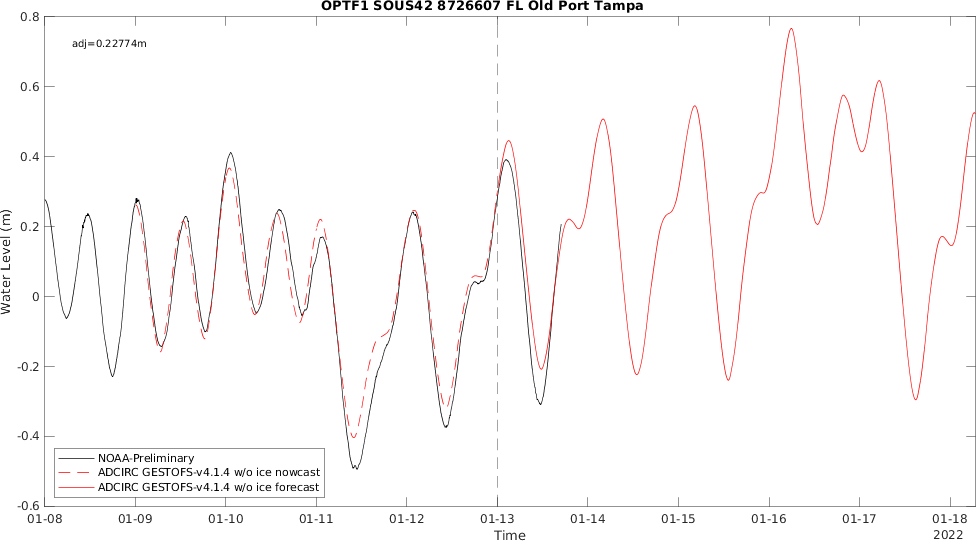 OPTF1 SOUS42 8726607 FL Old Port Tampa
adj=0.22774m
Water Level (m)
0.8
0.6
0.4
0.2
0
-0.2
-0.4
-0.6
NOAA-Preliminary
ADCIRC GESTOFS-v4.1.4 w/o ice nowcast
ADCIRC GESTOFS-v4.1.4 w/o ice forecast
01-08 01-09 01-10 01-11 01-12 01-13 01-14 01-15 01-16 01-17 01-18
Time
2022